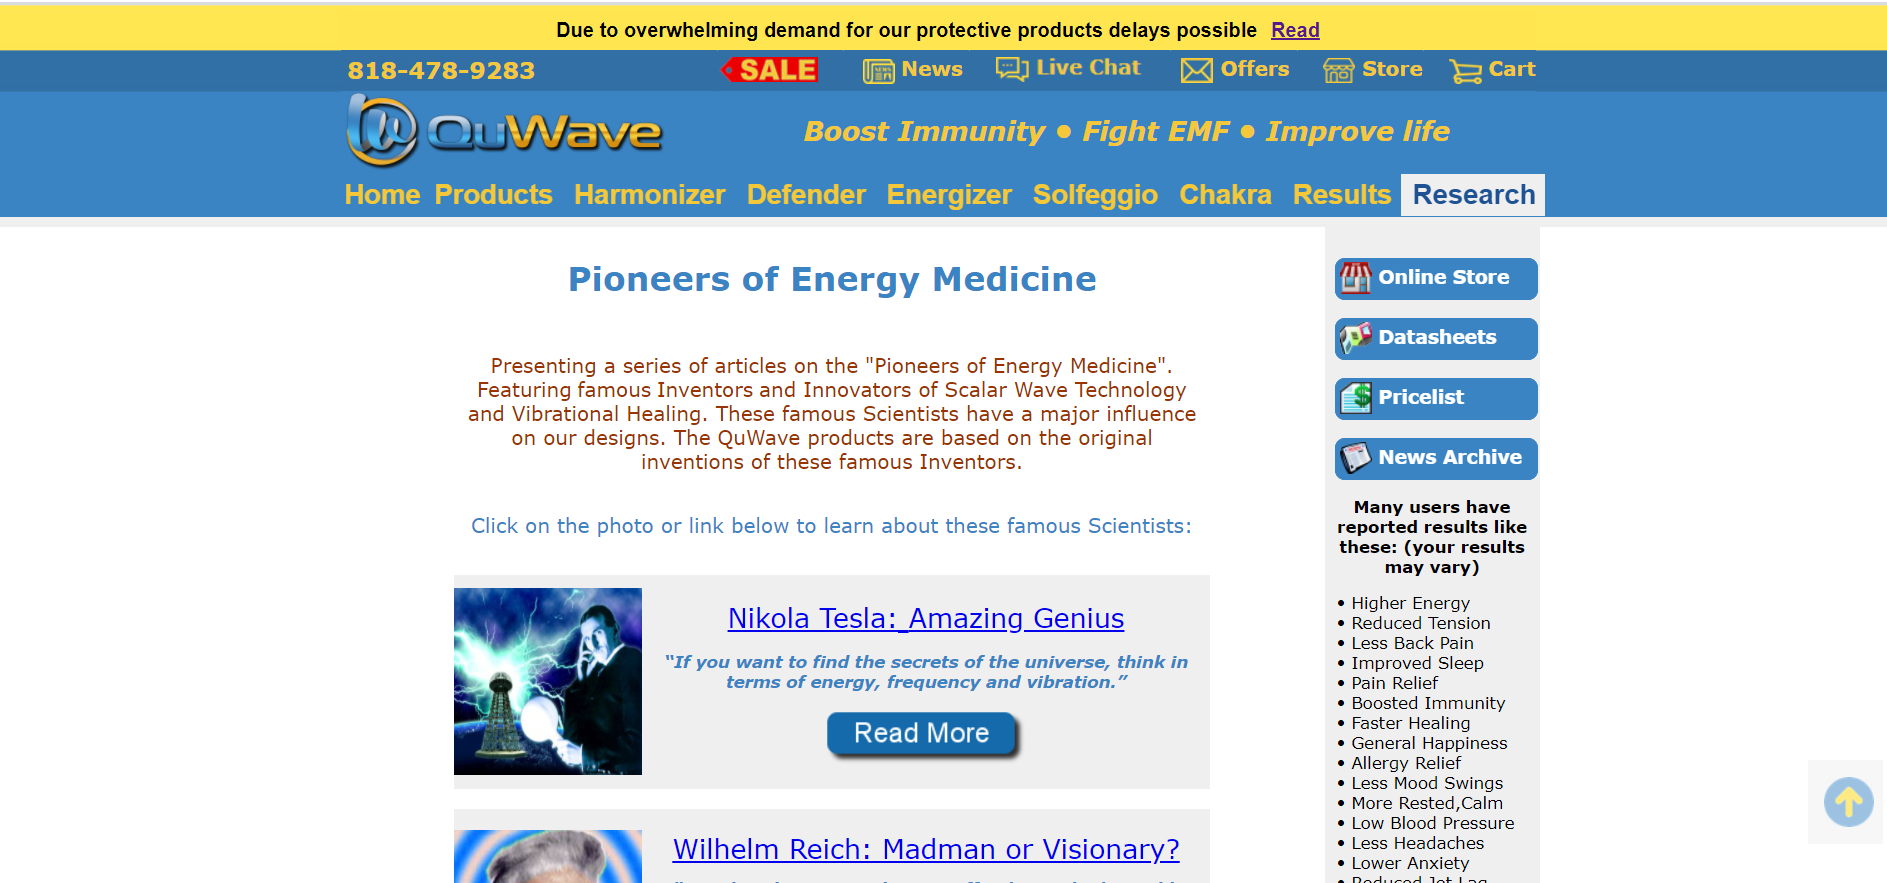 Due to overwhelming demand for our protective products delays possible Read
818-478-9283 SALE News Live Chat Offers Store Cart
QuWave
Boost Immunity • Fight EMF • Improve life
Home Products Harmonizer Defender Energizer Solfeggio Chakra Results Research
Pioneers of Energy Medicine
Presenting a series of articles on the "Pioneers of Energy Medicine".
Featuring famous Inventors and Innovators of Scalar Wave Technology
and Vibrational Healing. These famous Scientists have a major influence
on our designs. The QuWave products are based on the original
inventions of these famous Inventors.
Click on the photo or link below to learn about these famous Scientists:
Nikola Tesla: Amazing Genius
“If you want to find the secrets of the universe, think in
terms of energy, frequency and vibration.”
Read More
Wilhelm Reich: Madman or Visionary?
Online Store
Datasheets
Pricelist
News Archive
Many users have
reported results like
these: (your results
may vary)
• Higher Energy
• Reduced Tension
• Less Back Pain
• Improved Sleep
• Pain Relief
• Boosted Immunity
• Faster Healing
• General Happiness
• Allergy Relief
• Less Mood Swings
• More Rested,Calm
• Low Blood Pressure
• Less Headaches
• Lower Anxiety
• Reduced Jet Lag